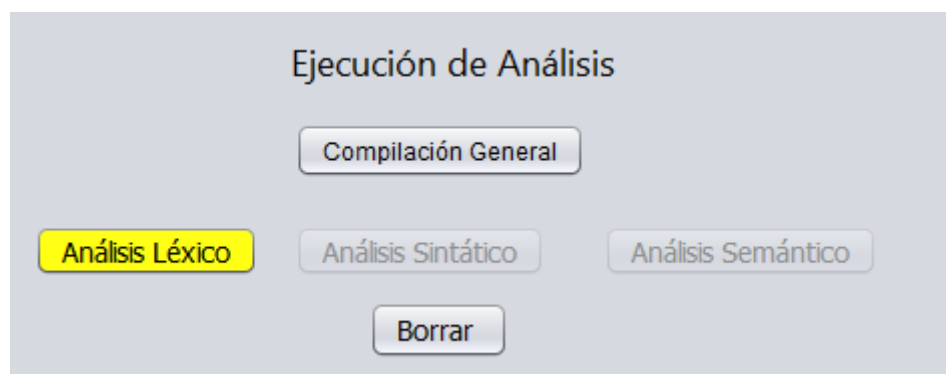 Ejecución de Análisis
Compilación General
Análisis Léxico Análisis Sintático Análisis Semántico
Borrar